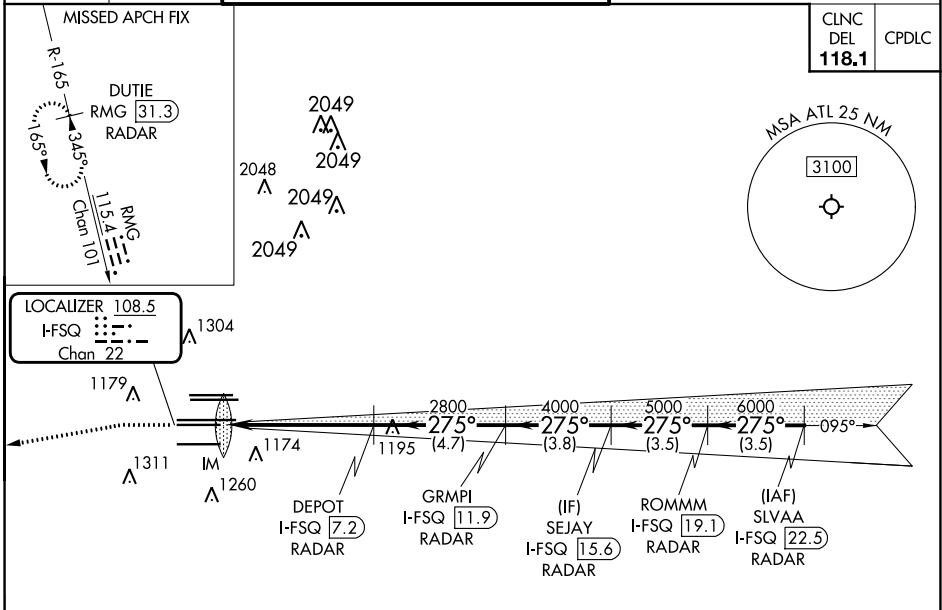 MISSED APCH FIX
R-165
DUTIE
RMG 31.3
RADAR
165°
345°
RMG
115.4
Chan 101
CLNC
DEL
118.1
CPDLC
MSA ATL 25 NM
3100
2049
2049
2048
2049
2049
LOCALIZER 108.5
I-FSQ
Chan 22
1304
1179
1311
IM
1260
1174
1195
2800
275°
(4.7)
4000
275°
(3.8)
5000
275°
(3.5)
6000
275°
(3.5)
095°
DEPOT
I-FSQ 7.2
RADAR
GRMPI
I-FSQ 11.9
RADAR
(IF)
SEJAY
I-FSQ 15.6
RADAR
ROMMM
I-FSQ 19.1
RADAR
(IAF)
SLVAA
I-FSQ 22.5
RADAR